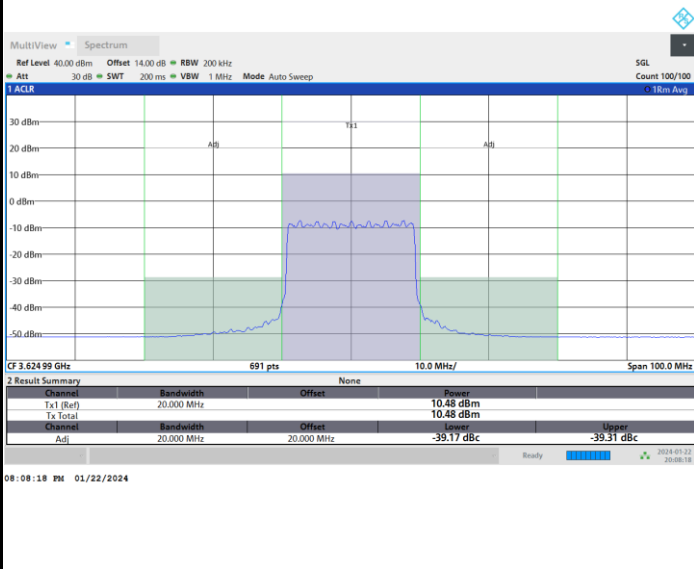 MultiView Spectrum
Ref Level 40.00 dBm Offset 14.00 dB RBW 200 kHz SGL
Att 30 dB SWT 200 ms VBW 1 MHz Mode Auto Sweep Count 100/100
1 ACLR 1Rm Avg
Tx1
30 dBm
Adj Adj
20 dBm
10 dBm
0 dBm
-10 dBm
-20 dBm
-30 dBm
-40 dBm
-50 dBm
CF 3.62499 GHz 691 pts 10.0 MHz/ Span 100.0 MHz
2 Result Summary None
Channel Bandwidth Offset Power
Tx1 (Ref) 20.000 MHz 10.48 dBm
Tx Total 10.48 dBm
Channel Bandwidth Offset Lower Upper
Adj 20.000 MHz 20.000 MHz -39.17 dBc -39.31 dBc
Ready 2024-01-22
20:08:18
08:08:18 PM 01/22/2024